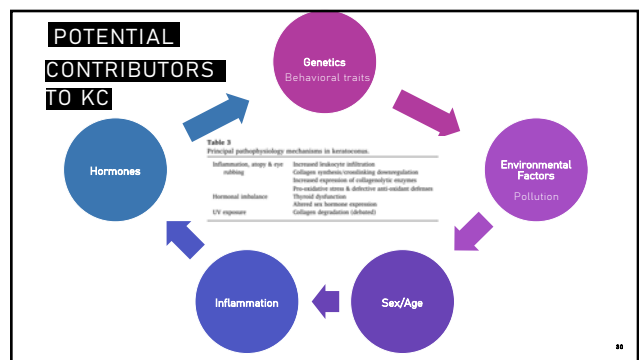 POTENTIAL
CONTRIBUTORS
TO KC
Genetics
Behavioral traits
Environmental
Factors
Pollution
Sex/Age
Inflammation
Hormones
Table 3
Principal pathophysiology mechanisms in keratoconus.
Inflammation, atopy & eye Increased leukocyte infiltration
rubbing Collagen synthesis/crosslinking downregulation
Increased expression of collagenolytic enzymes
Pro-oxidative stress & defective anti-oxidant defenses
Hormonal imbalance Thyroid dysfunction
Altered sex hormone expression
UV exposure Collagen degradation (debated)
30